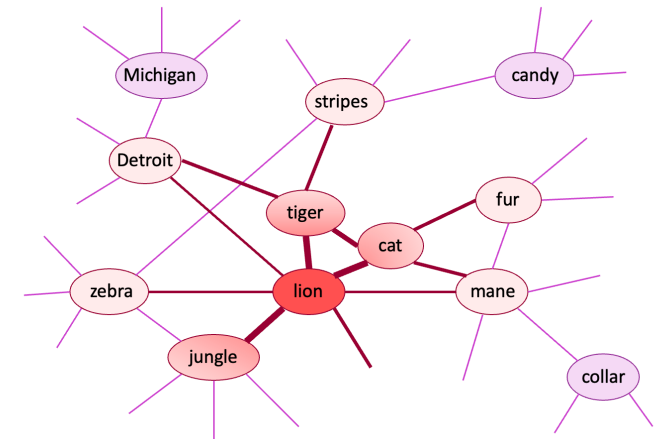 Michigan
candy
stripes
Detroit
fur
tiger
cat
zebra
lion
mane
jungle
collar